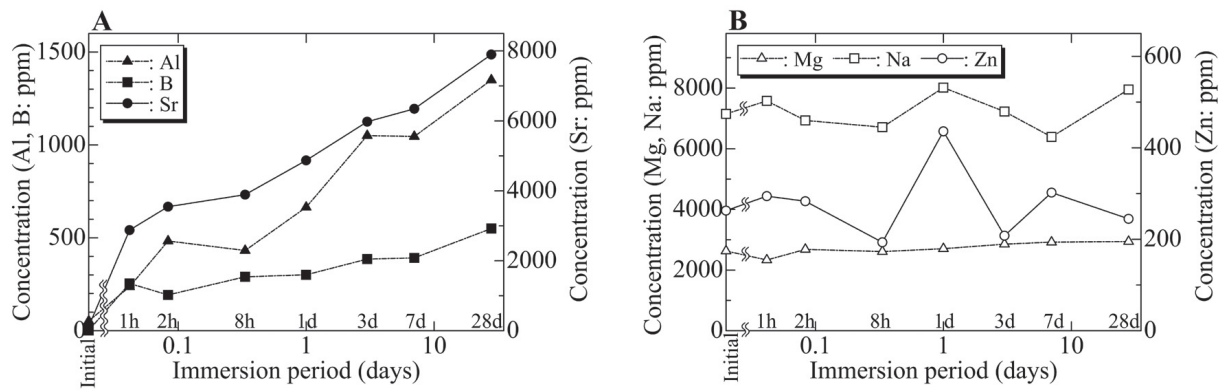 A
Concentration (Al, B: ppm)
1500
1000
500
0
: Al
: B
: Sr
8000
6000
4000
2000
0
Concentration (Sr: ppm)
1h 2h 8h 1d 3d 7d 28d
Initial 0.1 1 10
Immersion period (days)
B
Concentration (Mg, Na: ppm)
8000
6000
4000
2000
0
: Mg : Na : Zn
600
400
200
0
Concentration (Zn: ppm)
1h 2h 8h 1d 3d 7d 28d
Initial 0.1 1 10
Immersion period (days)